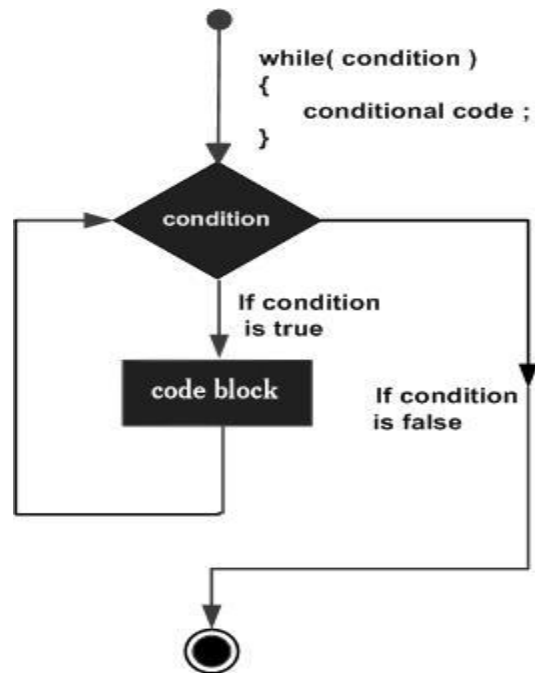 while( condition )
{
conditional code ;
}
condition
If condition
is true
code block
If condition
is false